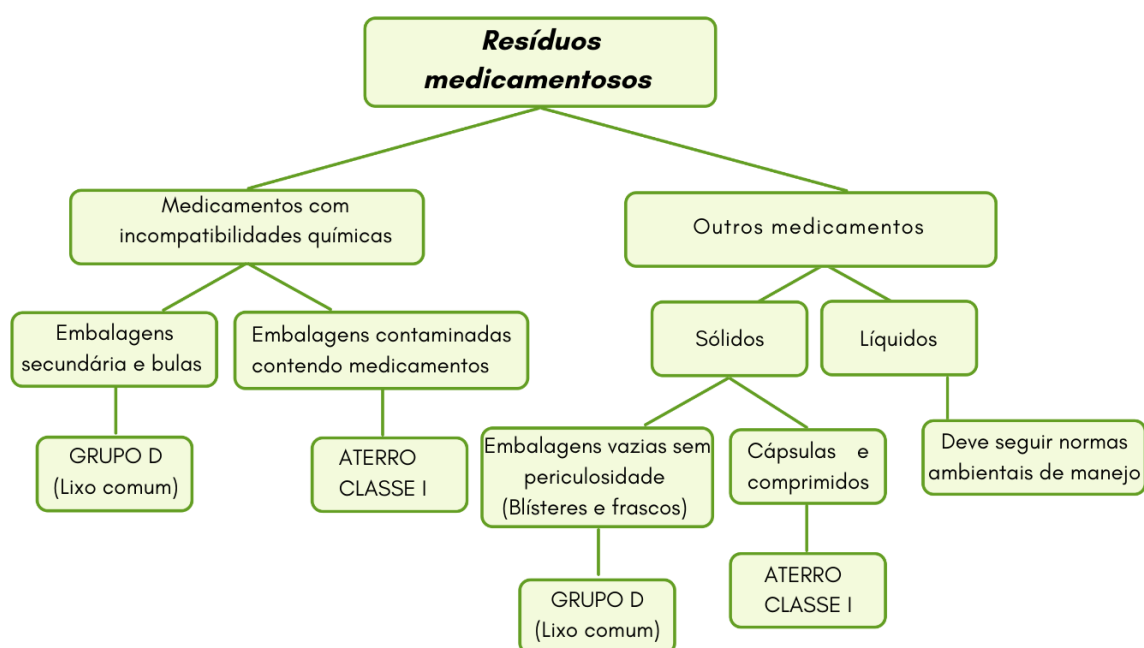 Resíduos
medicamentosos
Medicamentos com
incompatibilidades químicas
Outros medicamentos
Embalagens
secundária e bulas
Embalagens contaminadas
contendo medicamentos
Sólidos
Líquidos
GRUPO D
(Lixo comum)
ATERRO
CLASSE I
Embalagens vazias sem
periculosidade
(Blísteres e frascos)
Cápsulas e
comprimidos
Deve seguir normas
ambientais de manejo
GRUPO D
(Lixo comum)
ATERRO
CLASSE I